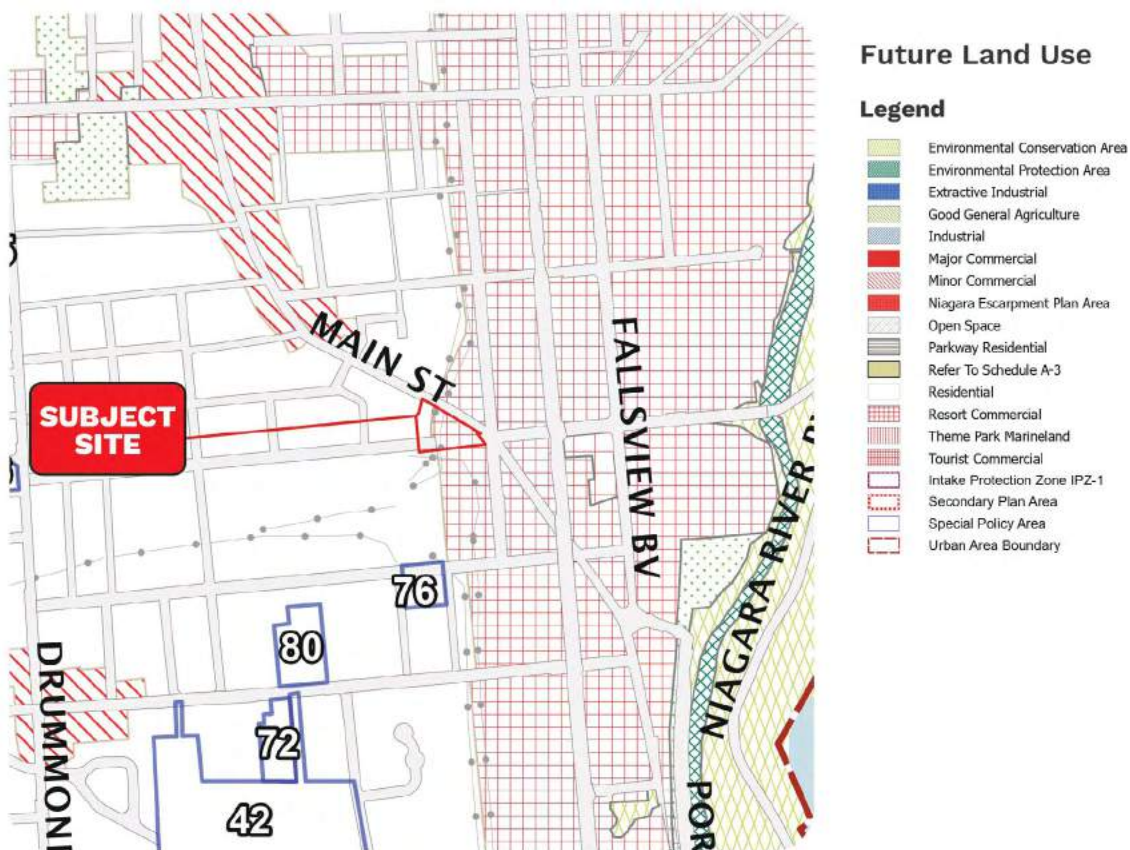 Future Land Use
Legend
Environmental Conservation Area
Environmental Protection Area
Extractive Industrial
Good General Agriculture
Industrial
Major Commercial
Minor Commercial
Niagara Escarpment Plan Area
Open Space
Parkway Residential
Refer To Schedule A-3
Residential
Resort Commercial
Theme Park Marineland
Tourist Commercial
Intake Protection Zone IPZ-1
Secondary Plan Area
Special Policy Area
Urban Area Boundary
MAIN ST
FALLSVIEW BV
SUBJECT
SITE
NIAGARA RIVER
76
80
72
42
DRUMMON
POR